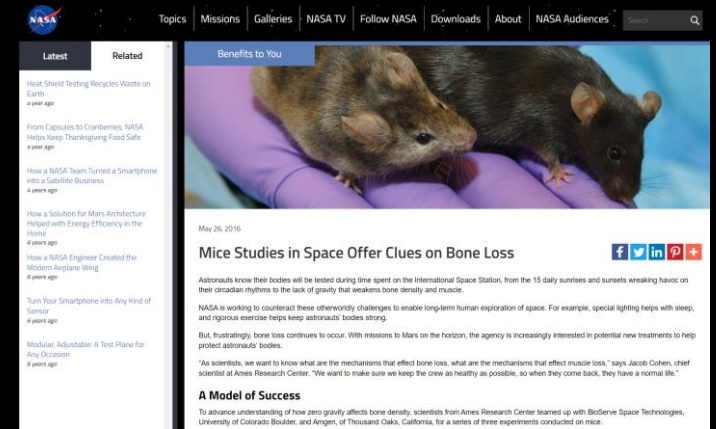 NASA
Topics Missions Galleries NASA TV Follow NASA Downloads About NASA Audiences Search
Latest Related
Heat Shield Testing Recycles Waste on
Earth
a year ago
From Capsules to Cranberries, NASA
Helps Keep Thanksgiving Food Safe
a year ago
How a NASA Team Turned a Smartphone
into a Satellite Business
4 years ago
How a Solution for Mars Architecture
Helped with Energy Efficiency in the
Home
6 years ago
How a NASA Engineer Created the
Modern Airplane Wing
6 years ago
Turn Your Smartphone into Any Kind of
Sensor
6 years ago
Modular, Adjustable: A Test Plane for
Any Occasion
6 years ago
Benefits to You
May 26, 2016
Mice Studies in Space Offer Clues on Bone Loss
Astronauts know their bodies will be tested during time spent on the International Space Station, from the 15 daily sunrises and sunsets wreaking havoc on
their circadian rhythms to the lack of gravity that weakens bone density and muscle.
NASA is working to counteract these otherworldly challenges to enable long-term human exploration of space. For example, special lighting helps with sleep,
and rigorous exercise helps keep astronauts' bodies strong.
But, frustratingly, bone loss continues to occur. With missions to Mars on the horizon, the agency is increasingly interested in potential new treatments to help
protect astronauts' bodies.
"As scientists, we want to know what are the mechanisms that effect bone loss, what are the mechanisms that effect muscle loss," says Jacob Cohen, chief
scientist at Ames Research Center. "We want to make sure we keep the crew as healthy as possible, so when they come back, they have a normal life."
A Model of Success
To advance understanding of how zero gravity affects bone density, scientists from Ames Research Center teamed up with BioServe Space Technologies,
University of Colorado Boulder, and Amgen, of Thousand Oaks, California, for a series of three experiments conducted on mice.